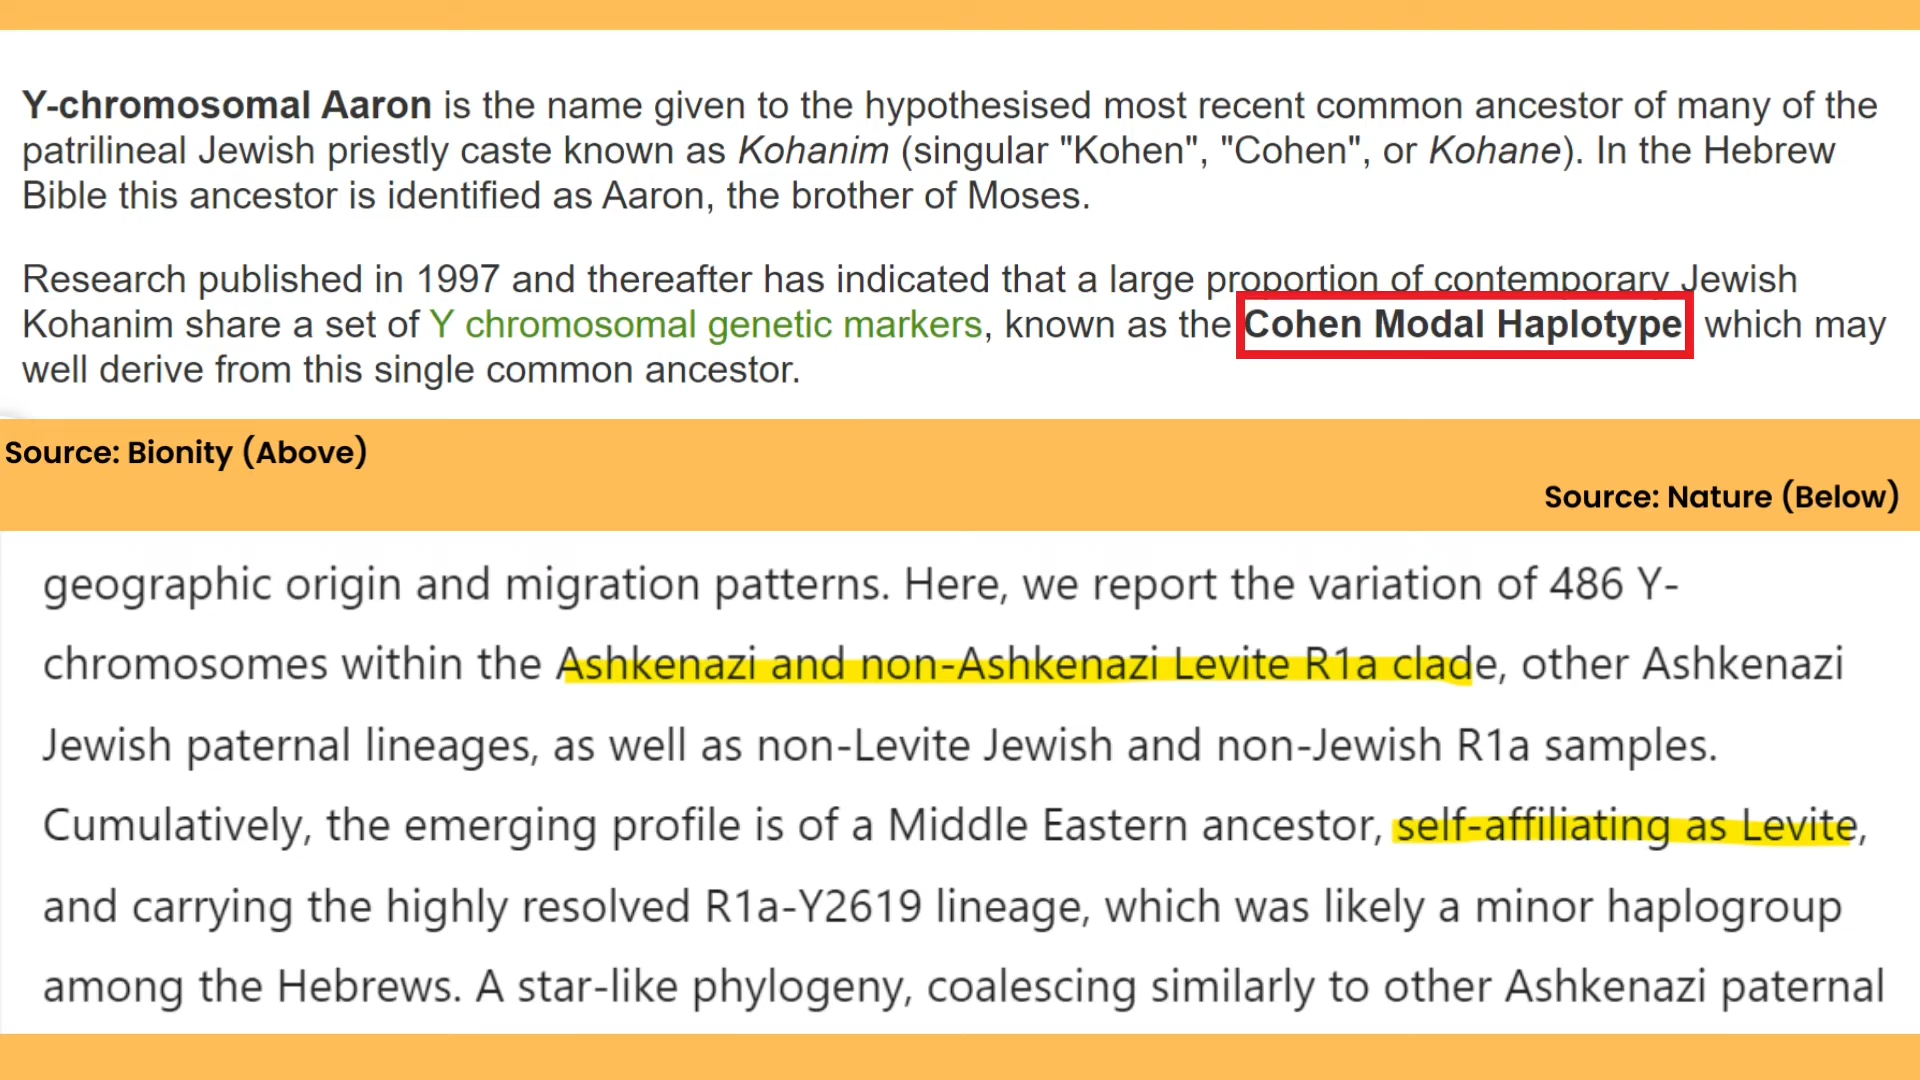 Y-chromosomal Aaron is the name given to the hypothesised most recent common ancestor of many of the
patrilineal Jewish priestly caste known as Kohanim (singular "Kohen", "Cohen", or Kohane). In the Hebrew
Bible this ancestor is identified as Aaron, the brother of Moses.
Research published in 1997 and thereafter has indicated that a large proportion of contemporary Jewish
Kohanim share a set of Y chromosomal genetic markers, known as the Cohen Modal Haplotype which may
well derive from this single common ancestor.
Source: Bionity (Above)
Source: Nature (Below)
geographic origin and migration patterns. Here, we report the variation of 486 Y-
chromosomes within the Ashkenazi and non-Ashkenazi Levite R1a clade, other Ashkenazi
Jewish paternal lineages, as well as non-Levite Jewish and non-Jewish R1a samples.
Cumulatively, the emerging profile is of a Middle Eastern ancestor, self-affiliating as Levite,
and carrying the highly resolved R1a-Y2619 lineage, which was likely a minor haplogroup
among the Hebrews. A star-like phylogeny, coalescing similarly to other Ashkenazi paternal